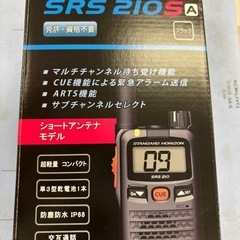 SRS 210SA
免許・資格不要
ブラック
• マルチチャンネル待ち受け機能
• CUE機能による緊急アラーム送信
• ARTS機能
• サブチャンネルセレクト
ショートアンテナ
モデル
超軽量 コンパクト
単3型乾電池1本
防塵防水 IP68
交互通話
STANDARD HORIZON
09
SRS 210
CUE